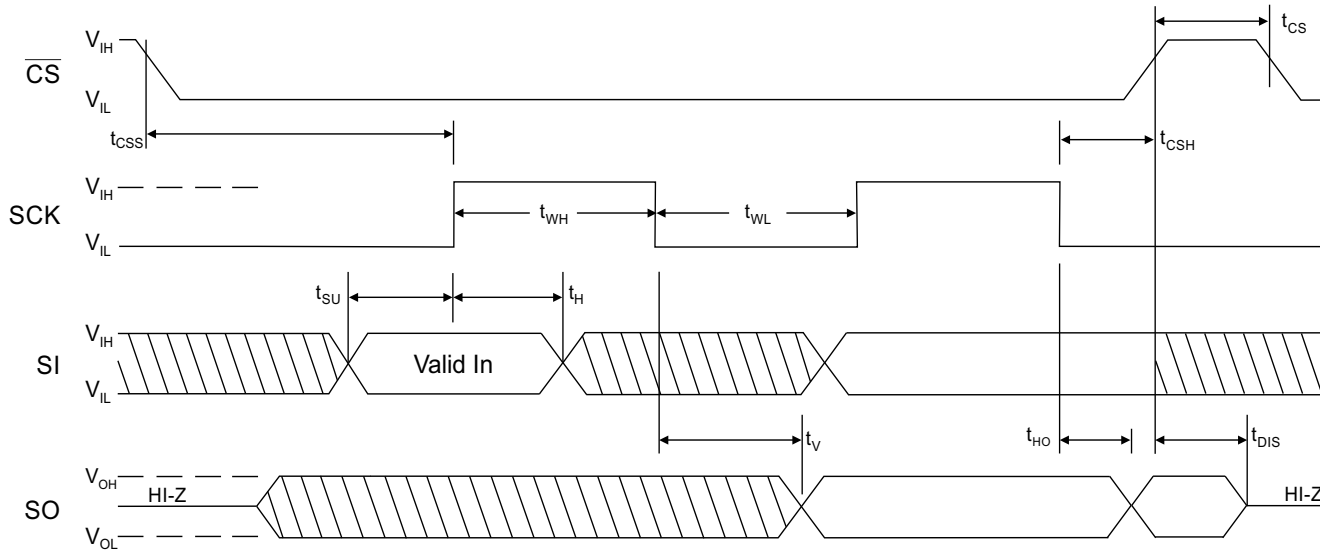 t_CS
V_IH
C̅S̅
V_IL
t_CSS
t_CSH
V_IH
SCK
t_WH
t_WL
V_IL
t_SU
t_H
V_IH
SI
Valid In
V_IL
t_V
t_HO
t_DIS
V_OH
HI-Z
HI-Z
SO
V_OL